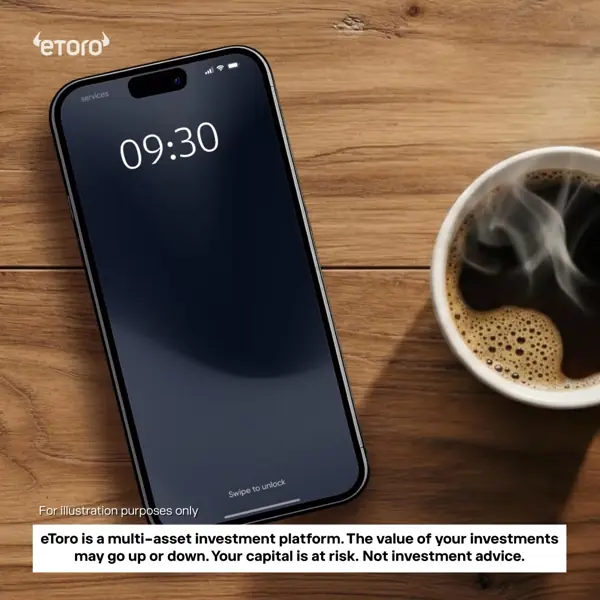 eToro
services
09:30
Swipe to unlock
For illustration purposes only
eToro is a multi-asset investment platform. The value of your investments
may go up or down. Your capital is at risk. Not investment advice.